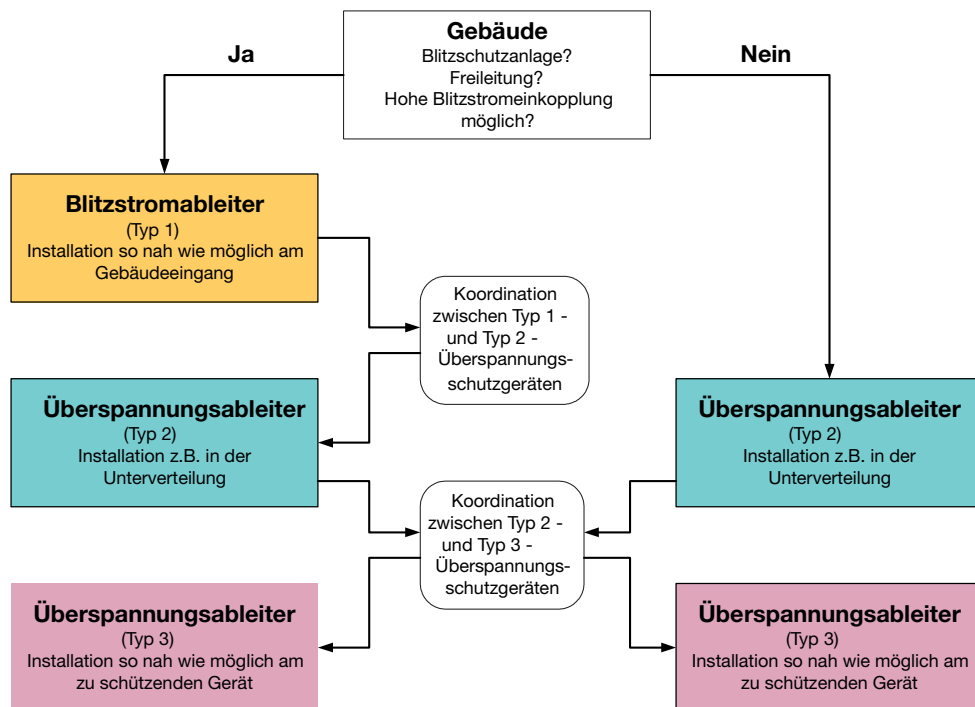 Gebäude
Blitzschutzanlage?
Freileitung?
Hohe Blitzstromeinkopplung
möglich?
Ja
Nein
Blitzstromableiter
(Typ 1)
Installation so nah wie möglich am
Gebäudeeingang
Koordination
zwischen Typ 1 -
und Typ 2 -
Überspannungs-
schutzgeräten
Überspannungsableiter
(Typ 2)
Installation z.B. in der
Unterverteilung
Überspannungsableiter
(Typ 2)
Installation z.B. in der
Unterverteilung
Koordination
zwischen Typ 2 -
und Typ 3 -
Überspannungs-
schutzgeräten
Überspannungsableiter
(Typ 3)
Installation so nah wie möglich am
zu schützenden Gerät
Überspannungsableiter
(Typ 3)
Installation so nah wie möglich am
zu schützenden Gerät